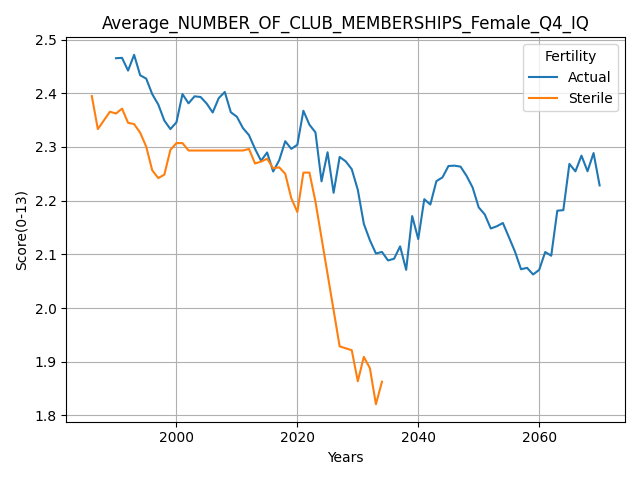 Average_NUMBER_OF_CLUB_MEMBERSHIPS_Female_Q4_IQ
Fertility
Actual
Sterile
Score(0-13)
2.5
2.4
2.3
2.2
2.1
2.0
1.9
1.8
2000 2020 2040 2060
Years